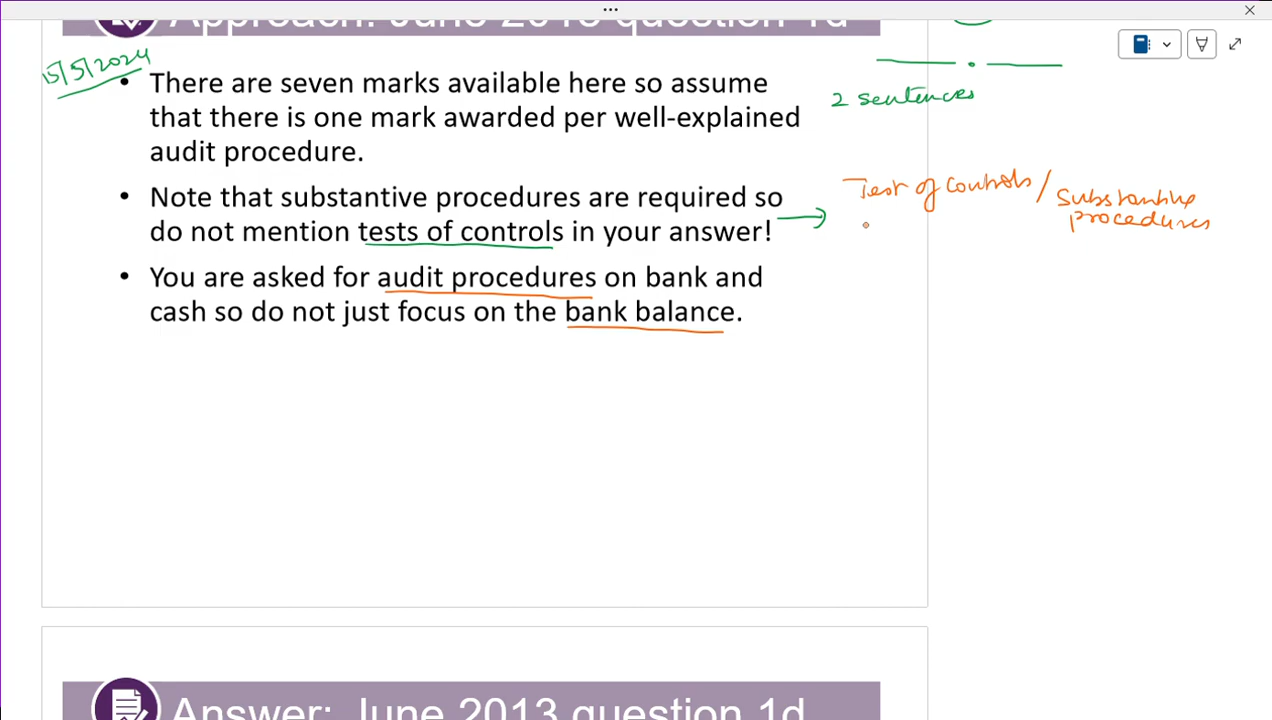 Approach: June 2013 question 1d
15/5/2024
• There are seven marks available here so assume
that there is one mark awarded per well-explained
audit procedure.
2 sentences
• Note that substantive procedures are required so
do not mention tests of controls in your answer!
Test of controls / Substantive
procedures
• You are asked for audit procedures on bank and
cash so do not just focus on the bank balance.
Answer: June 2013 question 1d